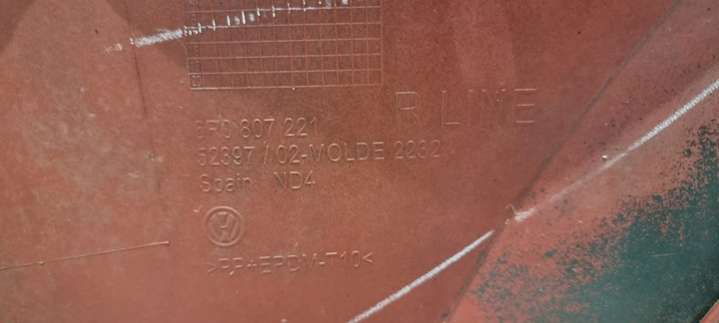 R LINE
6R0 807 221
52397 / 02-MOLDE 2232
Spain ND4
>PP+EPDM-T10<